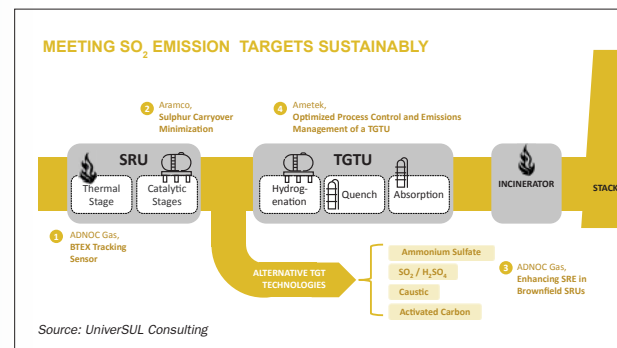 MEETING SO₂ EMISSION TARGETS SUSTAINABLY
2 Aramco,
Sulphur Carryover
Minimization
4 Ametek,
Optimized Process Control and Emissions
Management of a TGTU
SRU
Thermal
Stage
Catalytic
Stages
TGTU
Hydrog-
enation
Quench
Absorption
INCINERATOR
STACK
1 ADNOC Gas,
BTEX Tracking
Sensor
ALTERNATIVE TGT
TECHNOLOGIES
Ammonium Sulfate
SO₂ / H₂SO₄
Caustic
Activated Carbon
3 ADNOC Gas,
Enhancing SRE in
Brownfield SRUs
Source: UniverSUL Consulting